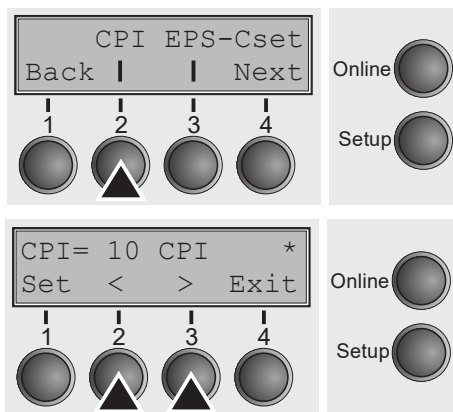 CPI EPS-Cset
Back | | Next
1 2 3 4
Online
Setup
CPI= 10 CPI *
Set < > Exit
1 2 3 4
Online
Setup